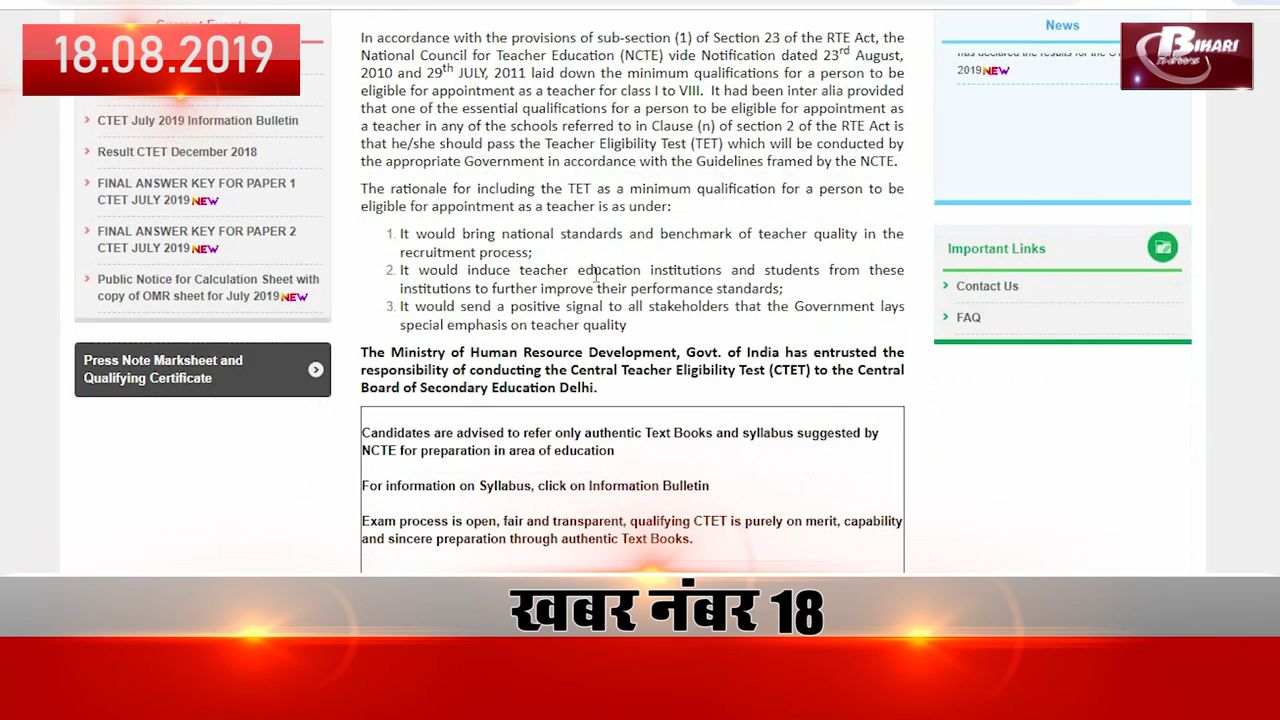 18.08.2019
CTET July 2019 Information Bulletin
Result CTET December 2018
FINAL ANSWER KEY FOR PAPER 1
CTET JULY 2019 NEW
FINAL ANSWER KEY FOR PAPER 2
CTET JULY 2019 NEW
Public Notice for Calculation Sheet with
copy of OMR sheet for July 2019 NEW
Press Note Marksheet and
Qualifying Certificate
In accordance with the provisions of sub-section (1) of Section 23 of the RTE Act, the
National Council for Teacher Education (NCTE) vide Notification dated 23rd August,
2010 and 29th JULY, 2011 laid down the minimum qualifications for a person to be
eligible for appointment as a teacher for class I to VIII. It had been inter alia provided
that one of the essential qualifications for a person to be eligible for appointment as
a teacher in any of the schools referred to in Clause (n) of section 2 of the RTE Act is
that he/she should pass the Teacher Eligibility Test (TET) which will be conducted by
the appropriate Government in accordance with the Guidelines framed by the NCTE.
The rationale for including the TET as a minimum qualification for a person to be
eligible for appointment as a teacher is as under:
1. It would bring national standards and benchmark of teacher quality in the
recruitment process;
2. It would induce teacher education institutions and students from these
institutions to further improve their performance standards;
3. It would send a positive signal to all stakeholders that the Government lays
special emphasis on teacher quality
The Ministry of Human Resource Development, Govt. of India has entrusted the
responsibility of conducting the Central Teacher Eligibility Test (CTET) to the Central
Board of Secondary Education Delhi.
Candidates are advised to refer only authentic Text Books and syllabus suggested by
NCTE for preparation in area of education
For information on Syllabus, click on Information Bulletin
Exam process is open, fair and transparent, qualifying CTET is purely on merit, capability
and sincere preparation through authentic Text Books.
News
2019 NEW
BIHARI
news
Important Links
Contact Us
FAQ
खबर नंबर 18